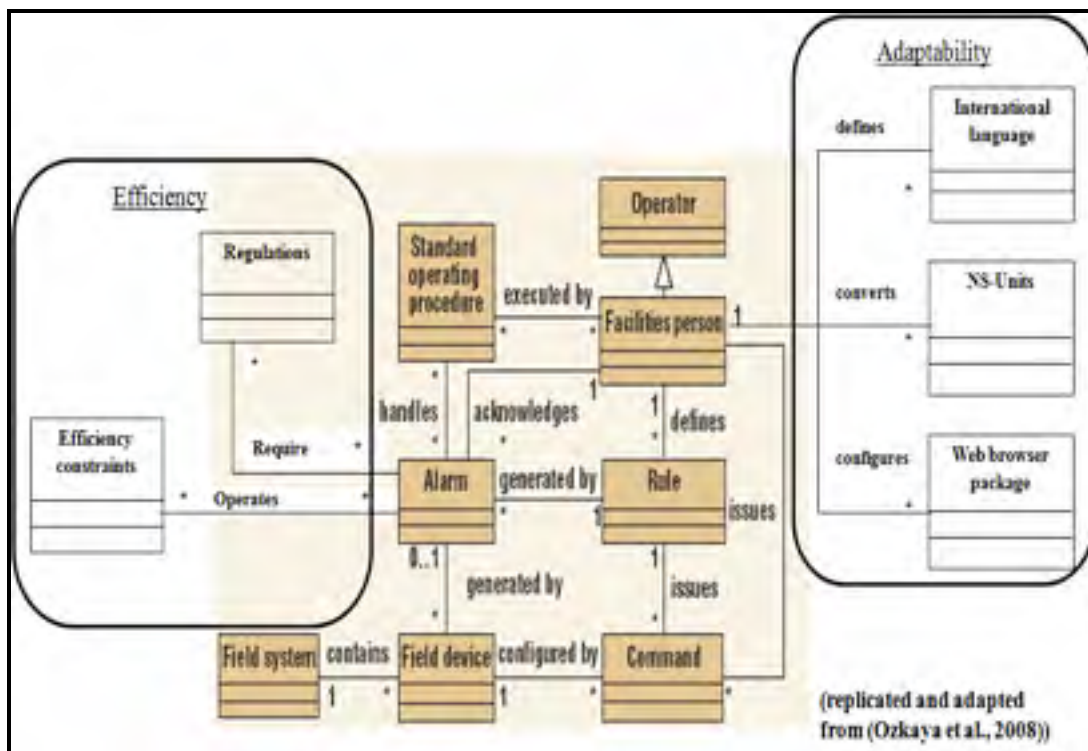 Adaptability
International
language
defines
*
NS-Units
converts
*
Web browser
package
configures
*
Efficiency
Regulations
*
Require
*
Efficiency
constraints
*
Operates
*
Operator
Standard
operating
procedure
executed by
*
*
Facilities person
1
*
handles
*
acknowledges
1
*
1
defines
*
Alarm
generated by
*
1
Rule
issues
0..1
generated by
*
1
issues
*
Field system
contains
1
*
Field device
configured by
1
*
Command
*
(replicated and adapted
from (Ozkaya et al., 2008))